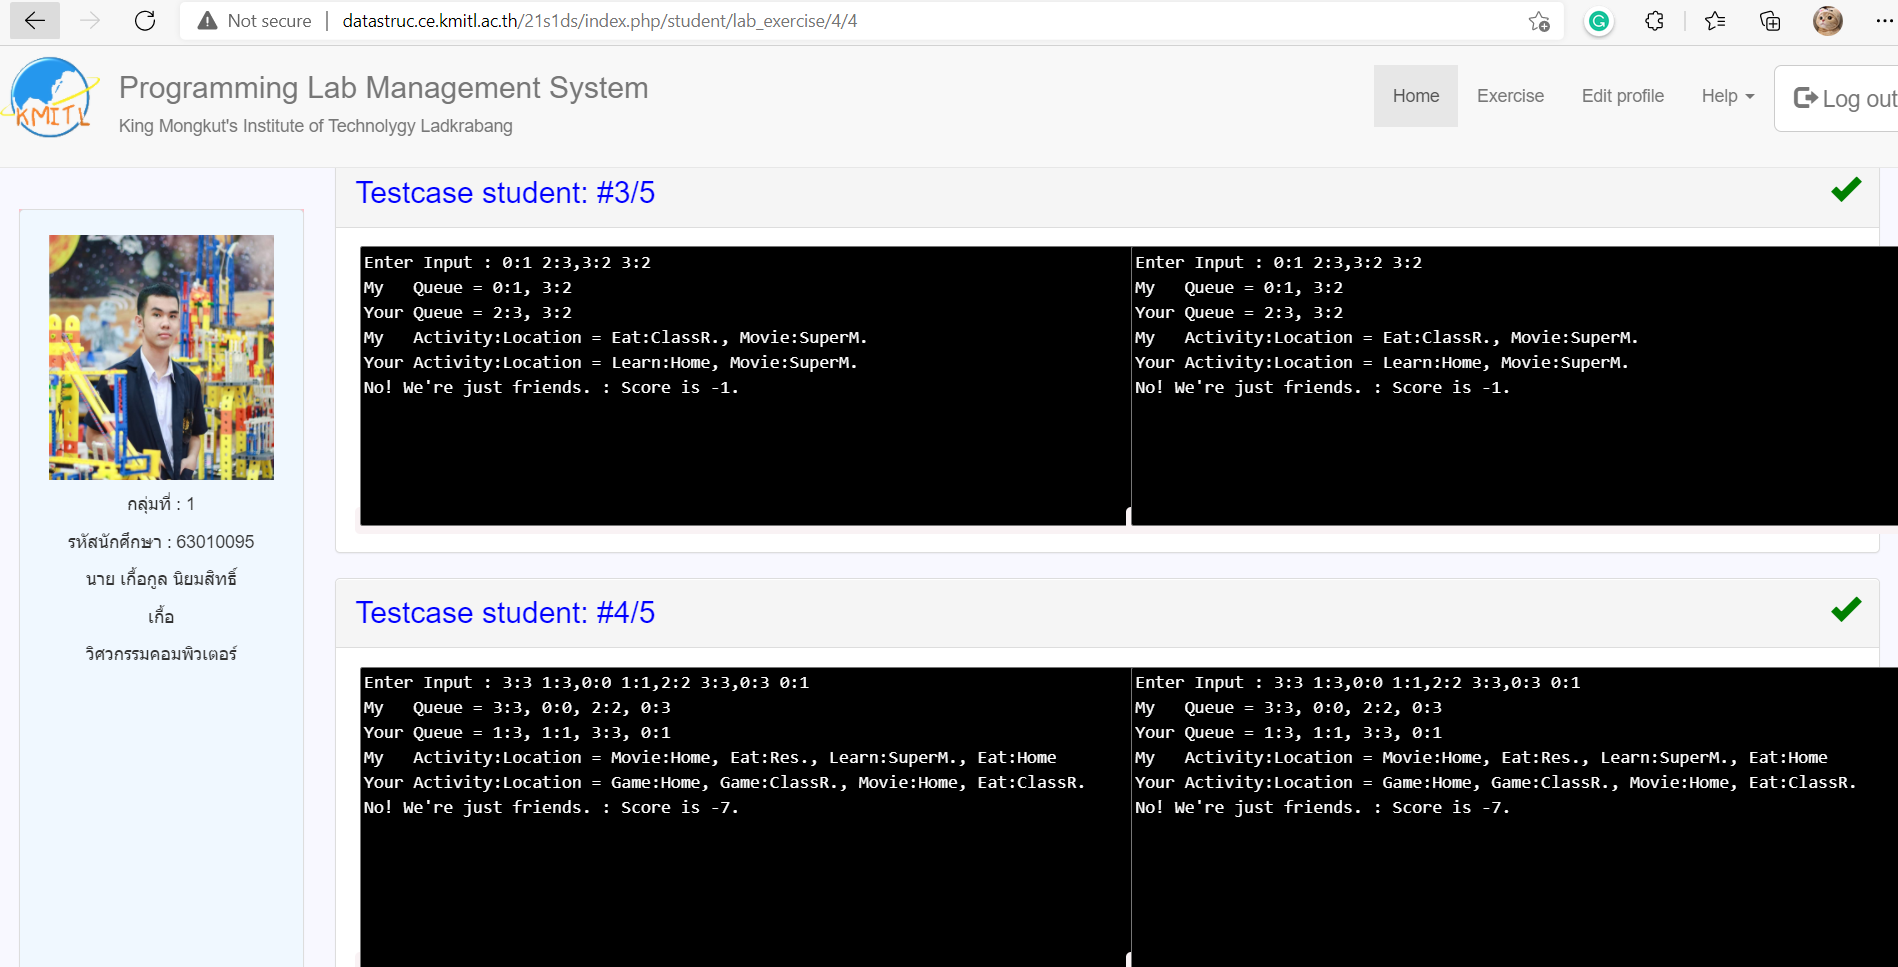 Not secure | datastruc.ce.kmitl.ac.th/21s1ds/index.php/student/lab_exercise/4/4
KMITL
Programming Lab Management System
King Mongkut's Institute of Technolygy Ladkrabang
Home Exercise Edit profile Help Log out
กลุ่มที่ : 1
รหัสนักศึกษา : 63010095
นาย เกื้อกูล นิยมสิทธิ์
เกื้อ
วิศวกรรมคอมพิวเตอร์
Testcase student: #3/5
Enter Input : 0:1 2:3,3:2 3:2
My   Queue = 0:1, 3:2
Your Queue = 2:3, 3:2
My   Activity:Location = Eat:ClassR., Movie:SuperM.
Your Activity:Location = Learn:Home, Movie:SuperM.
No! We're just friends. : Score is -1.
Enter Input : 0:1 2:3,3:2 3:2
My   Queue = 0:1, 3:2
Your Queue = 2:3, 3:2
My   Activity:Location = Eat:ClassR., Movie:SuperM.
Your Activity:Location = Learn:Home, Movie:SuperM.
No! We're just friends. : Score is -1.
Testcase student: #4/5
Enter Input : 3:3 1:3,0:0 1:1,2:2 3:3,0:3 0:1
My   Queue = 3:3, 0:0, 2:2, 0:3
Your Queue = 1:3, 1:1, 3:3, 0:1
My   Activity:Location = Movie:Home, Eat:Res., Learn:SuperM., Eat:Home
Your Activity:Location = Game:Home, Game:ClassR., Movie:Home, Eat:ClassR.
No! We're just friends. : Score is -7.
Enter Input : 3:3 1:3,0:0 1:1,2:2 3:3,0:3 0:1
My   Queue = 3:3, 0:0, 2:2, 0:3
Your Queue = 1:3, 1:1, 3:3, 0:1
My   Activity:Location = Movie:Home, Eat:Res., Learn:SuperM., Eat:Home
Your Activity:Location = Game:Home, Game:ClassR., Movie:Home, Eat:ClassR.
No! We're just friends. : Score is -7.